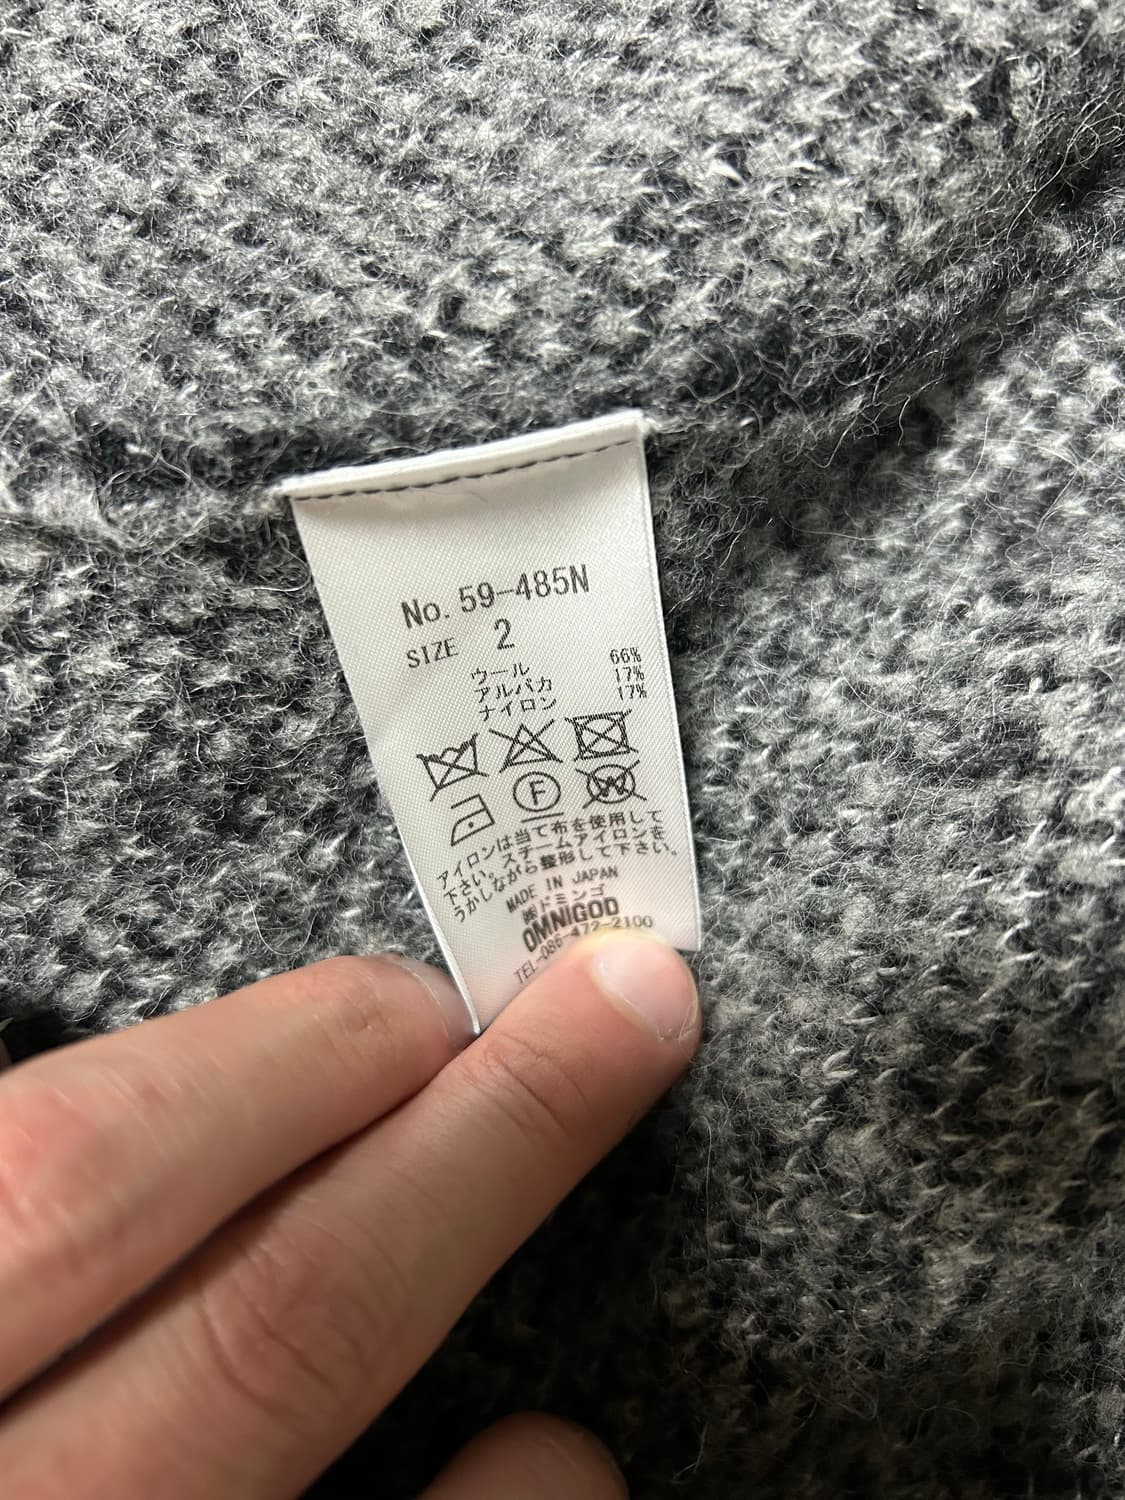 No. 59-485N
SIZE 2
ウール 66%
アルパカ 17%
ナイロン 17%
F
W
アイロンは当て布を使用して
下さい。スチームアイロンを
うかしながら整形して下さい。
MADE IN JAPAN
㈱ドミンゴ
OMNIGOD
TEL-086-472-2100